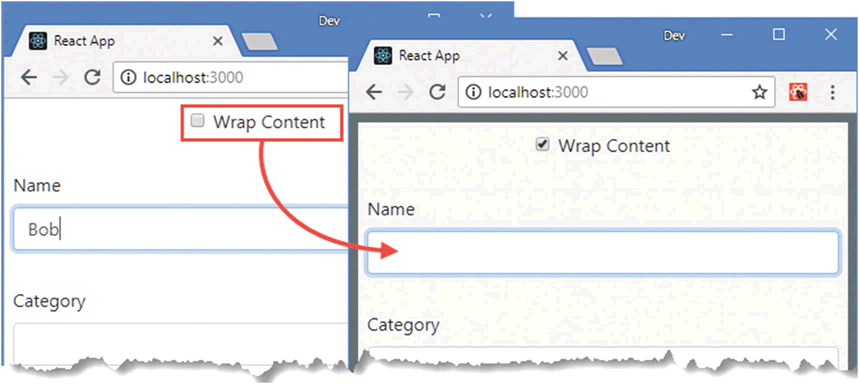 Dev
React App
localhost:3000
Wrap Content
Name
Bob
Category
Dev
React App
localhost:3000
Wrap Content
Name
Category